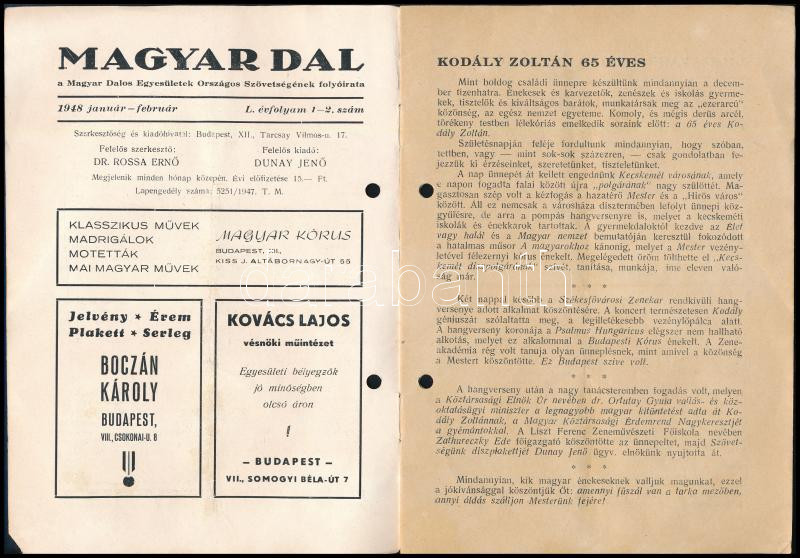 MAGYAR DAL
a Magyar Dalos Egyesületek Országos Szövetségének folyóirata
1948 január–február L. évfolyam 1–2. szám
Szerkesztőség és kiadóhivatal: Budapest, XII., Tarcsay Vilmos-u. 17.
Felelős szerkesztő: Felelős kiadó:
DR. ROSSA ERNŐ DUNAY JENŐ
Megjelenik minden hónap közepén. Évi előfizetése 15.— Ft.
Lapengedély száma: 5251/1947. T. M.
KLASSZIKUS MŰVEK
MADRIGÁLOK
MOTETTÁK
MAI MAGYAR MŰVEK
MAGYAR KÓRUS
BUDAPEST, III.,
KISS J. ALTÁBORNAGY-ÚT 55
Jelvény ★ Érem
Plakett ★ Serleg
BOCZÁN
KÁROLY
BUDAPEST,
VIII., CSOKONAI-U. 8
KOVÁCS LAJOS
vésnöki műintézet
Egyesületi bélyegzők
jó minőségben
olcsó áron
!
– BUDAPEST –
VII., SOMOGYI BÉLA-ÚT 7
KODÁLY ZOLTÁN 65 ÉVES
Mint boldog családi ünnepre készültünk mindannyian a decem-
ber tizenhatra. Énekesek és karvezetők, zenészek és iskolás gyerme-
kek, tisztelők és kiváltságos barátok, munkatársak meg az „ezerarcú"
közönség, az egész nemzet egyeteme. Komoly, és mégis derűs arcél,
törékeny testben lélekóriás emelkedik soraink előtt: a 65 éves Ko-
dály Zoltán.
Születésnapján feléje fordultunk mindannyian, hogy szóban,
tettben, vagy — mint sok-sok százezren, — csak gondolatban fe-
jezzük ki érzéseinket, szeretetünket, tiszteletünket.
A nap ünnepét át kellett engednünk Kecskemét városának, amely
e napon fogadta falai között újra „polgárának" nagy szülöttét. Ma-
gasztosan szép volt a kézfogás a hazatérő Mester és a „Hirös város"
között. All ez nemcsak a városháza dísztermében lefolyt ünnepi köz-
gyűlésre, de arra a pompás hangversenyre is, melyet a kecskeméti
iskolás és énekkarok tartottak. A gyermekdaloktól kezdve az Élet
vagy halál és a Magyar nemzet bemutatóján keresztül fokozódott
a hatalmas műsor A magyarokhoz kánonig, melyet a Mester vezény-
letével félezernyi kórus énekelt. Megelégedett öröm tölthette el „Kecs-
kemét díszpolgárának" szívét, tanítása, munkája, íme eleven való-
ság már.
* * *
Két nappal később a Székesfővárosi Zenekar rendkívüli hang-
versenye adott alkalmat köszöntésére. A koncert természetesen Kodály
géniuszát szólaltatta meg, a legilletékesebb vezénylőpálca alatt.
A hangverseny koronája a Psalmus Hungáricus elégszer nem hallható
alkotás, melyet ez alkalommal a Budapesti Kórus énekelt. A Zene-
akadémia rég volt tanuja olyan ünneplésnek, mint amivel a közönség
a Mestert köszöntötte. Ez Budapest szíve volt.
* * *
A hangverseny után a nagy tanácsteremben fogadás volt, melyen
a Köztársasági Elnök Úr nevében dr. Ortutay Gyula vallás- és köz-
oktatásügyi miniszter a legnagyobb magyar kitüntetést adta át Ko-
dály Zoltánnak, a Magyar Köztársasági Érdemrend Nagykeresztjét
a gyémántokkal. A Liszt Ferenc Zeneművészeti Főiskola nevében
Zathureczky Ede főigazgató köszöntötte az ünnepeltet, majd Szövet-
ségünk díszplakettjét Dunay Jenő ügyv. elnökünk nyujtotta át.
* * *
Mindannyian, kik magyar énekeseknek valljuk magunkat, ezzel
a jókívánsággal köszöntjük Őt: amennyi fűszál van a tarka mezőben,
annyi áldás szálljon Mesterünk fejére!
darabanth